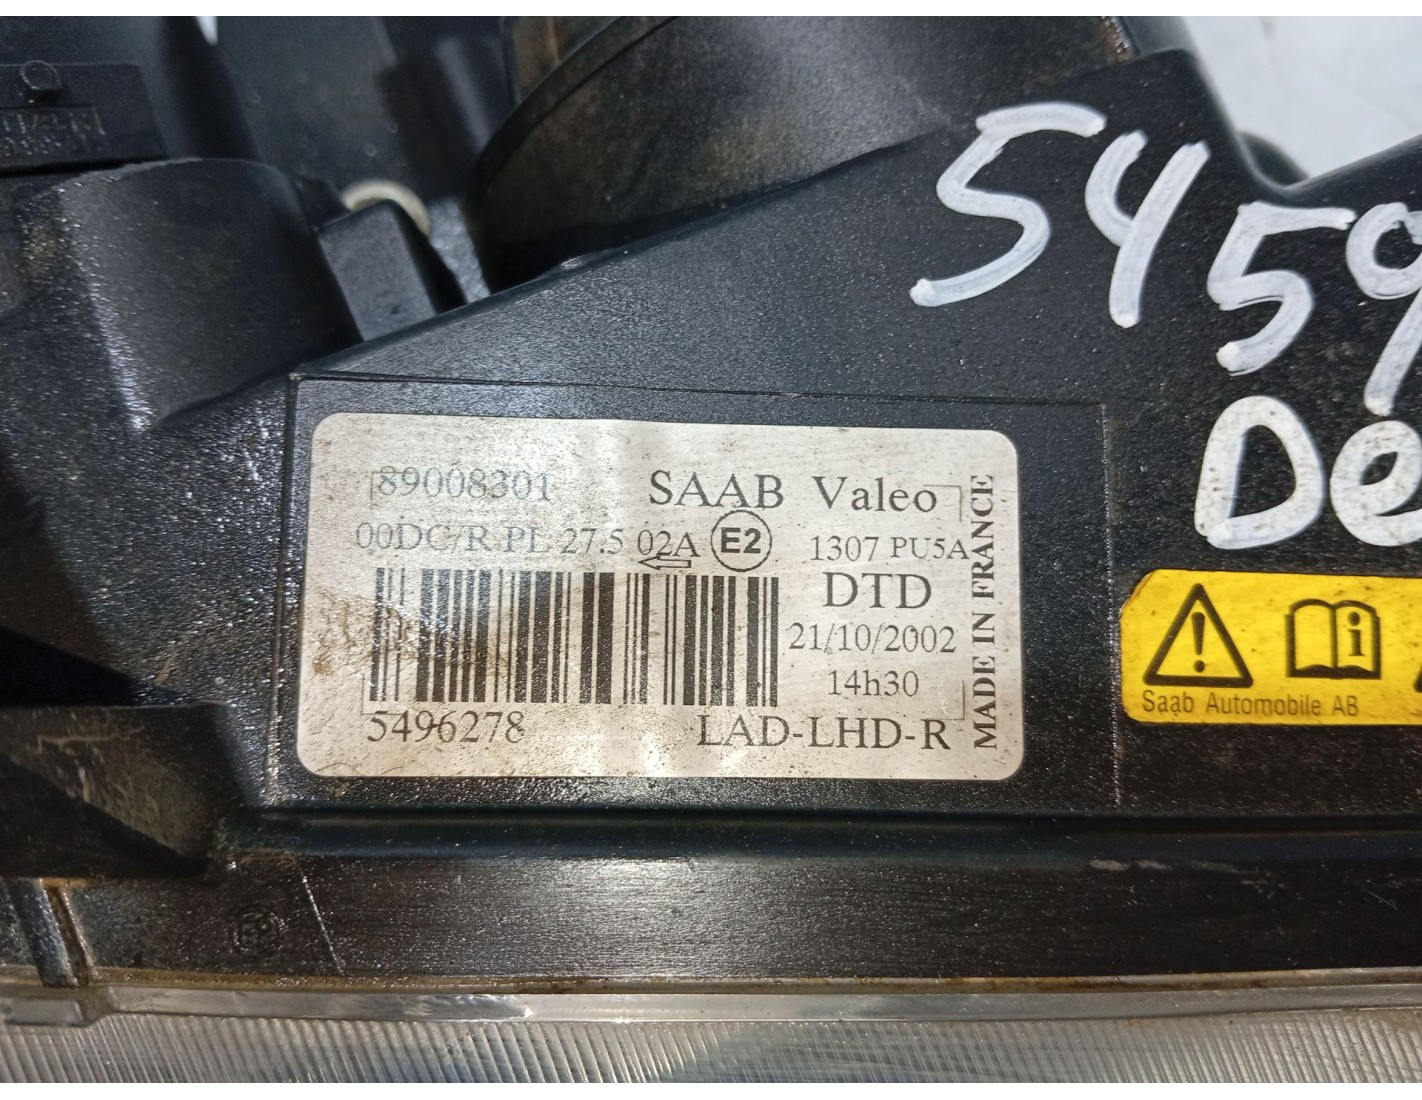 5459
De
89008301 SAAB Valeo
00DC/R PL 27.5 02A E2 1307 PU5A
DTD
21/10/2002
14h30
5496278 LAD-LHD-R
MADE IN FRANCE
i
Saab Automobile AB